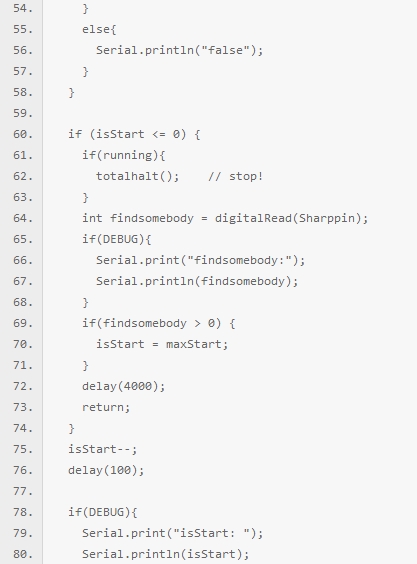 54. }
55. else{
56. Serial.println("false");
57. }
58. }
59.
60. if (isStart <= 0) {
61. if(running){
62. totalhalt(); // stop!
63. }
64. int findsomebody = digitalRead(Sharppin);
65. if(DEBUG){
66. Serial.print("findsomebody:");
67. Serial.println(findsomebody);
68. }
69. if(findsomebody > 0) {
70. isStart = maxStart;
71. }
72. delay(4000);
73. return;
74. }
75. isStart--;
76. delay(100);
77.
78. if(DEBUG){
79. Serial.print("isStart: ");
80. Serial.println(isStart);